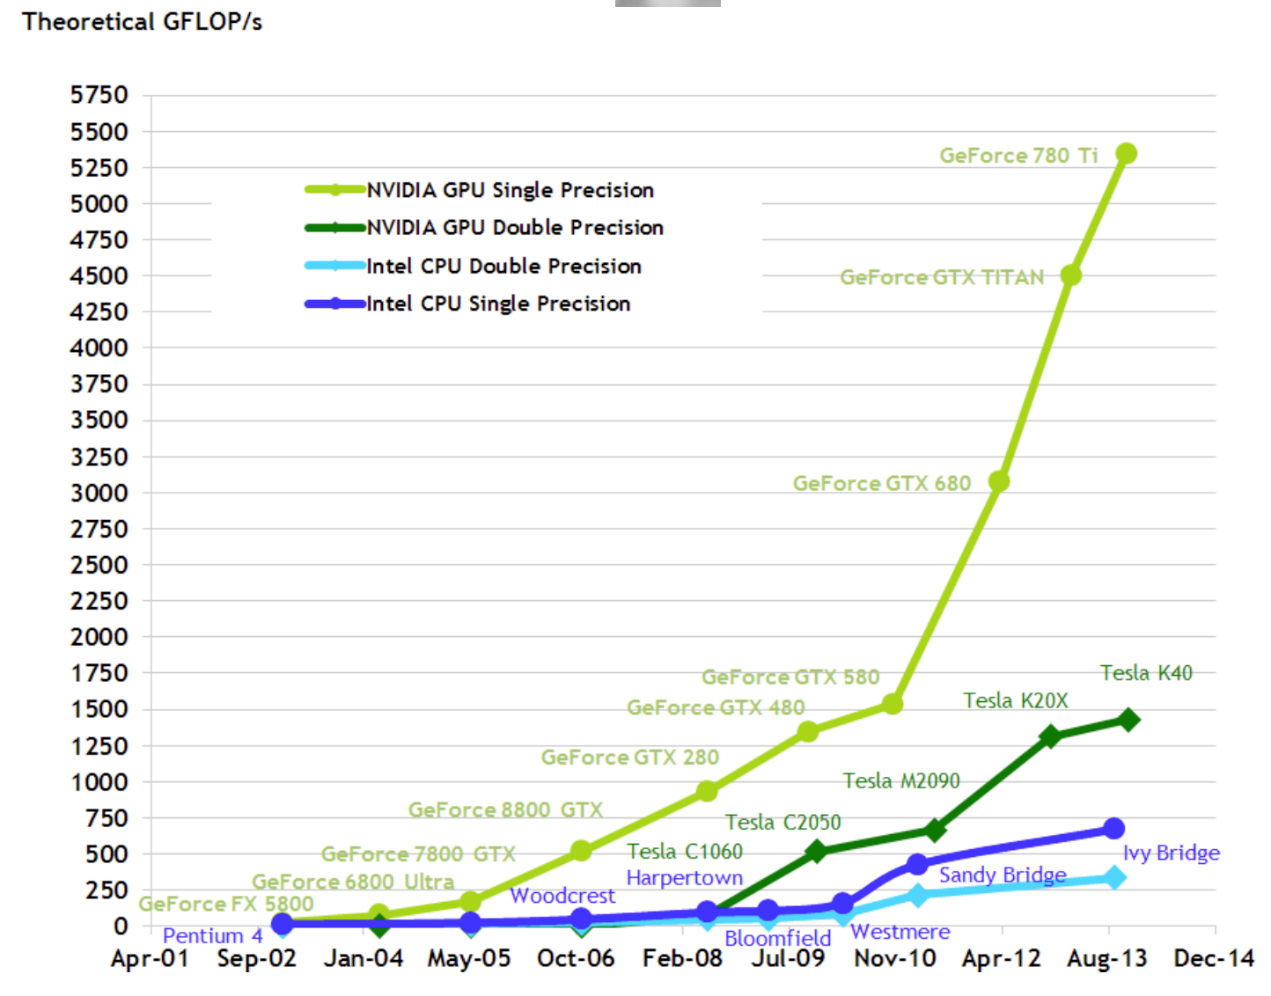 Theoretical GFLOP/s
5750
5500
5250
5000
4750
4500
4250
4000
3750
3500
3250
3000
2750
2500
2250
2000
1750
1500
1250
1000
750
500
250
0
NVIDIA GPU Single Precision
NVIDIA GPU Double Precision
Intel CPU Double Precision
Intel CPU Single Precision
GeForce 780 Ti
GeForce GTX TITAN
GeForce GTX 680
GeForce GTX 580
GeForce GTX 480
GeForce GTX 280
GeForce 8800 GTX
GeForce 7800 GTX
GeForce 6800 Ultra
GeForce FX 5800
Tesla K40
Tesla K20X
Tesla M2090
Tesla C2050
Tesla C1060
Harpertown
Woodcrest
Pentium 4
Bloomfield
Westmere
Sandy Bridge
Ivy Bridge
Apr-01 Sep-02 Jan-04 May-05 Oct-06 Feb-08 Jul-09 Nov-10 Apr-12 Aug-13 Dec-14